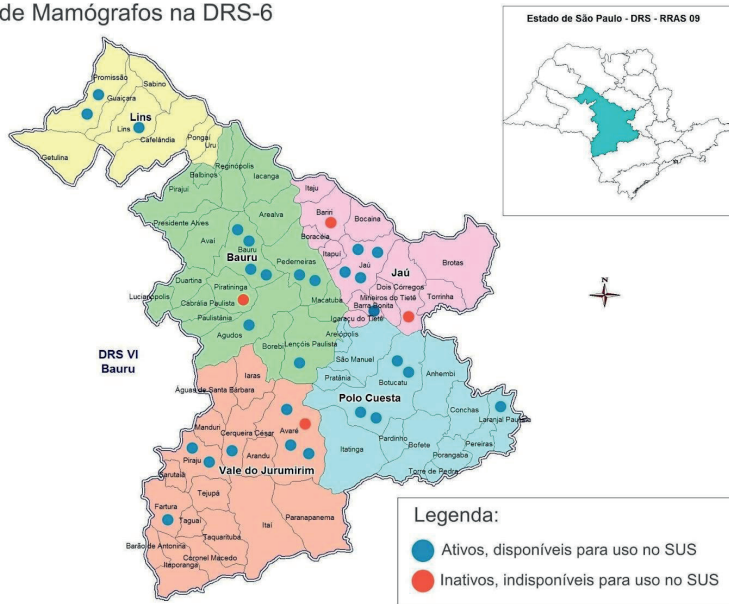 de Mamógrafos na DRS-6
Estado de São Paulo - DRS - RRAS 09
Promissão
Sabino
Guaiçara
Lins
Lins
Cafelândia
Pongaí
Uru
Getulina
Reginópolis
Balbinos
Iacanga
Pirajuí
Presidente Alves
Arealva
Avaí
Bauru
Bauru
Pederneiras
Duartina
Piratininga
Lucianópolis
Cabrália Paulista
Macatuba
Paulistânia
Agudos
Borebi
Lençóis Paulista
Itaju
Bariri
Bocaina
Boracéia
Itapuí
Jaú
Jaú
Brotas
Dois Córregos
Mineiros do Tietê
Torrinha
Barra Bonita
Igaraçu do Tietê
N
DRS VI
Bauru
Areiópolis
São Manuel
Pratânia
Botucatu
Anhembi
Polo Cuesta
Conchas
Laranjal Paulista
Pardinho
Bofete
Pereiras
Itatinga
Porangaba
Torre de Pedra
Iaras
Águas de Santa Bárbara
Manduri
Cerqueira César
Avaré
Piraju
Arandu
Vale do Jurumirim
Sarutaiá
Tejupá
Fartura
Taguaí
Itaí
Paranapanema
Taquarituba
Barão de Antonina
Coronel Macedo
Itaporanga
Legenda:
Ativos, disponíveis para uso no SUS
Inativos, indisponíveis para uso no SUS